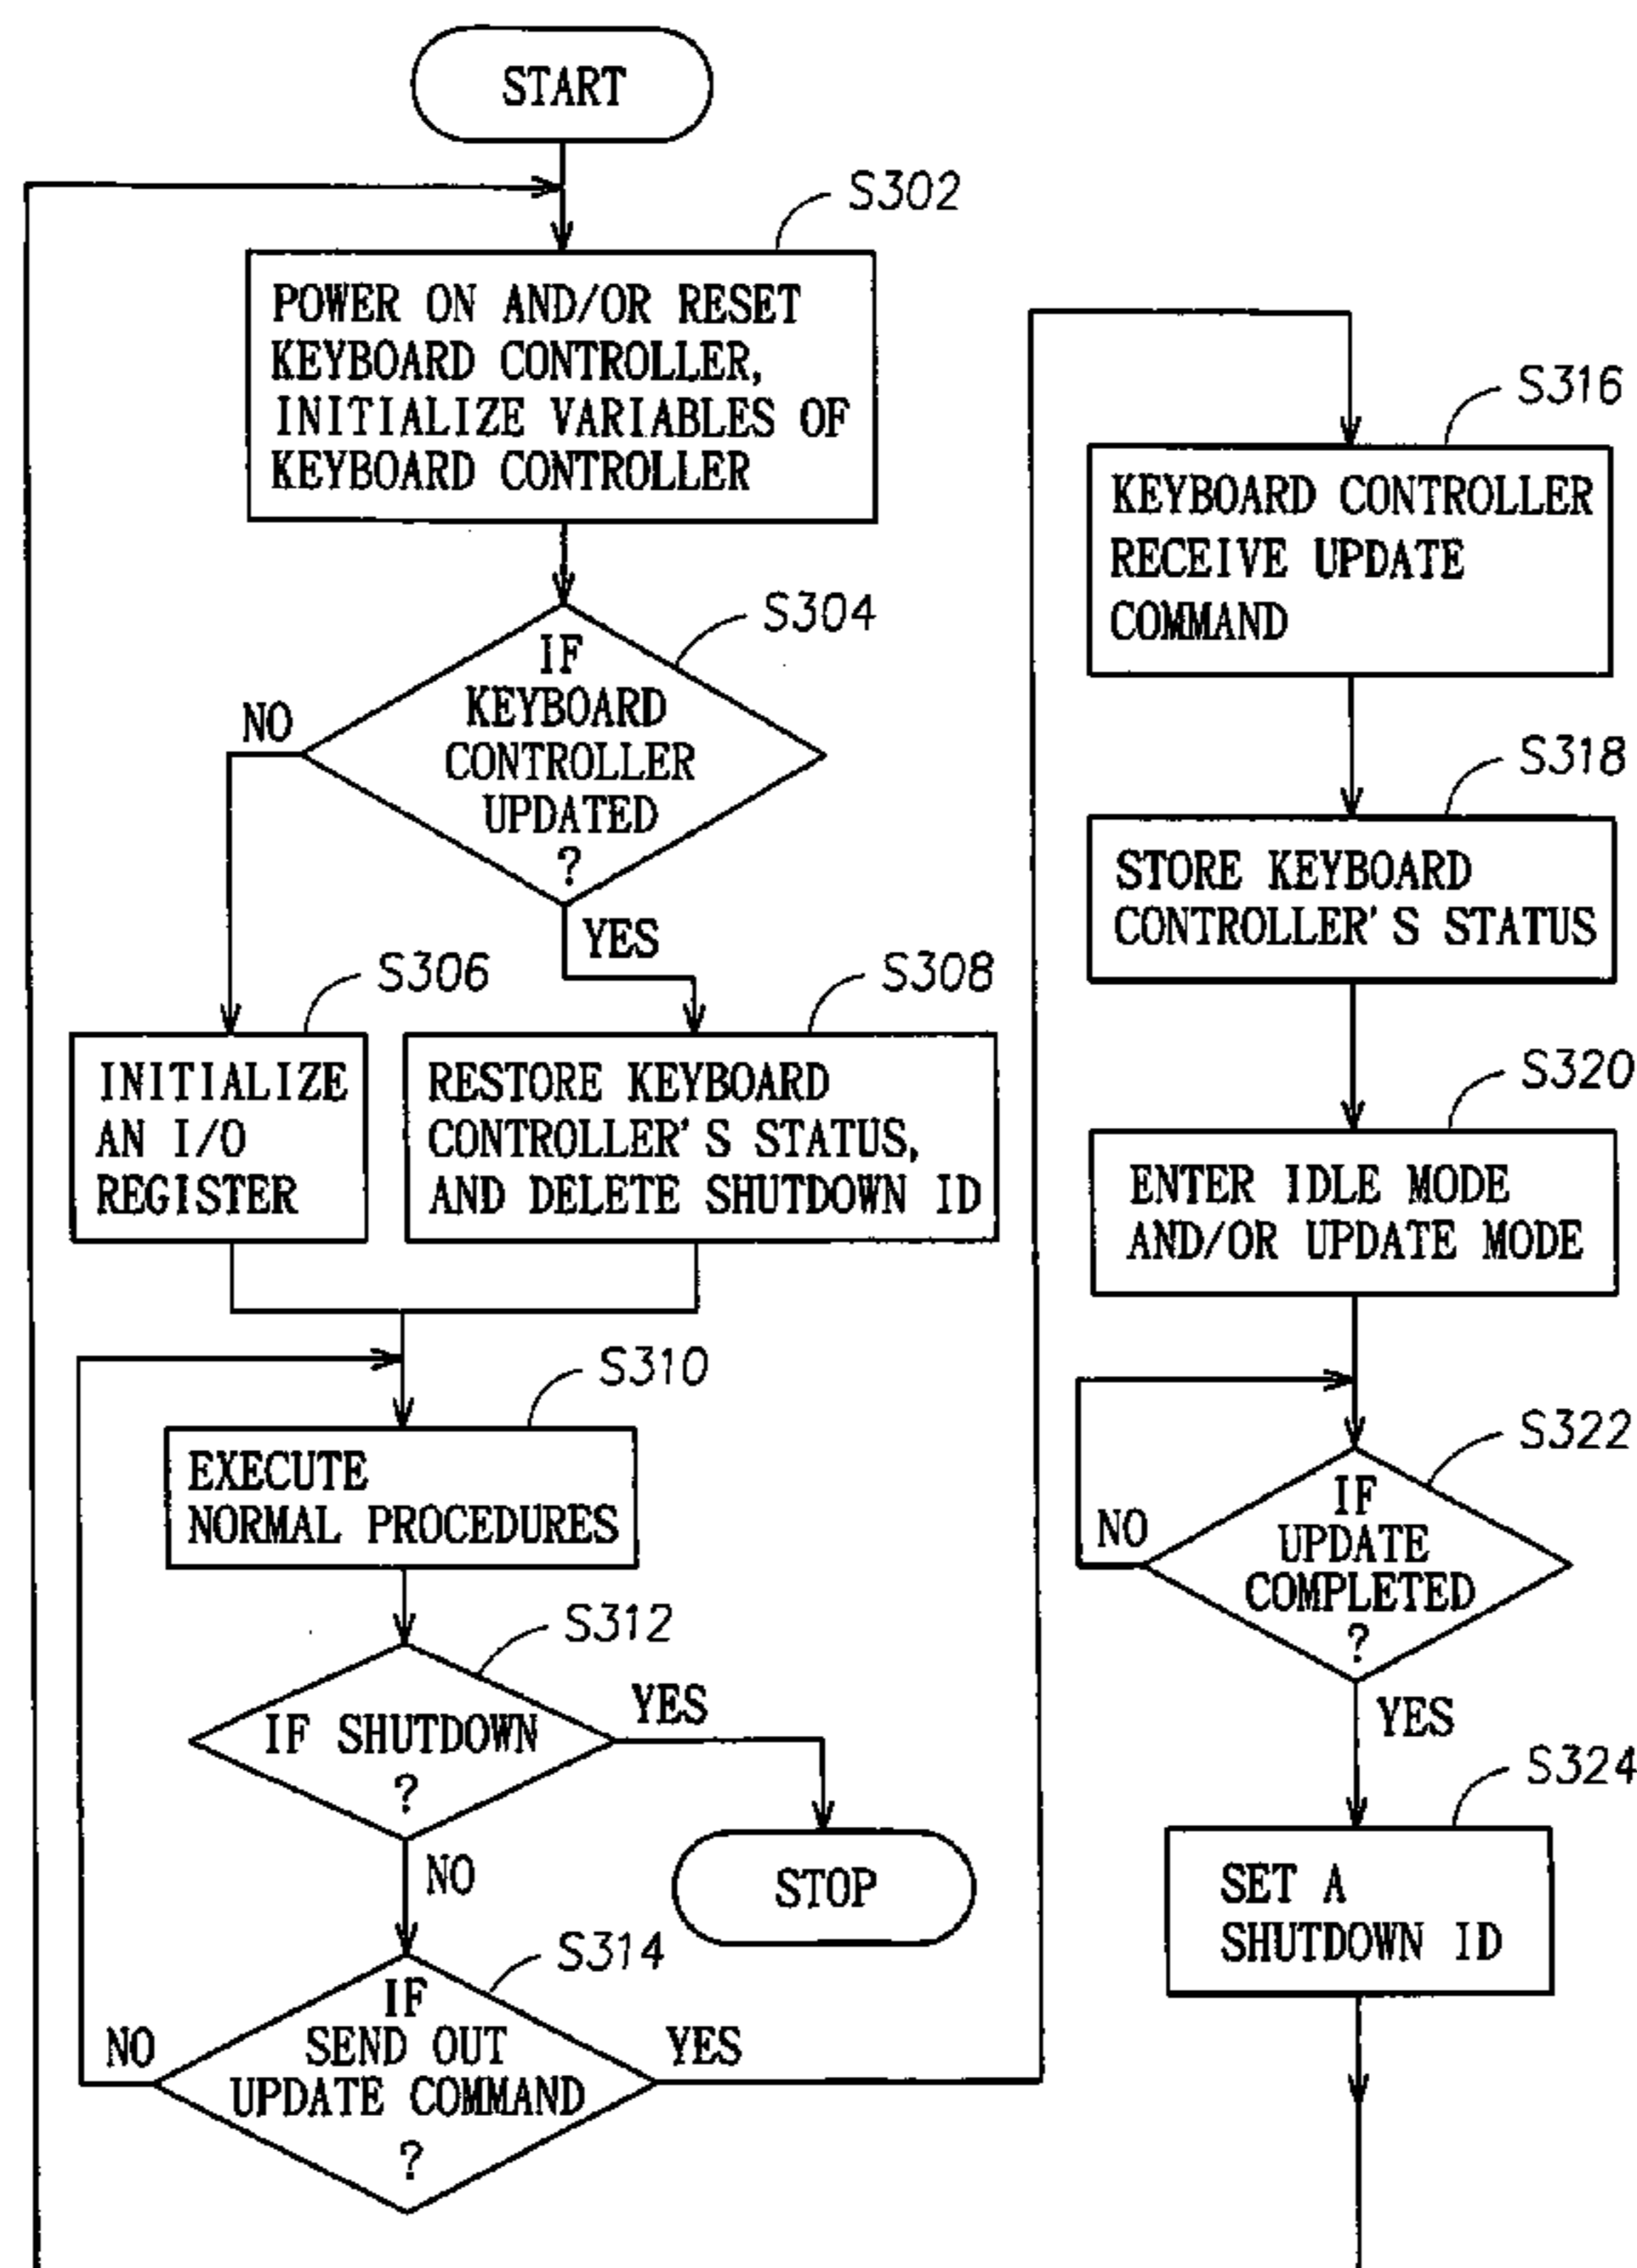 START
S302
POWER ON AND/OR RESET
KEYBOARD CONTROLLER,
INITIALIZE VARIABLES OF
KEYBOARD CONTROLLER
S304
IF
KEYBOARD
CONTROLLER
UPDATED
?
NO
YES
S306
INITIALIZE
AN I/O
REGISTER
S308
RESTORE KEYBOARD
CONTROLLER'S STATUS,
AND DELETE SHUTDOWN ID
S310
EXECUTE
NORMAL PROCEDURES
S312
IF SHUTDOWN
?
YES
NO
STOP
S314
IF
SEND OUT
UPDATE COMMAND
?
NO
YES
S316
KEYBOARD CONTROLLER
RECEIVE UPDATE
COMMAND
S318
STORE KEYBOARD
CONTROLLER'S STATUS
S320
ENTER IDLE MODE
AND/OR UPDATE MODE
S322
IF
UPDATE
COMPLETED
?
NO
YES
S324
SET A
SHUTDOWN ID